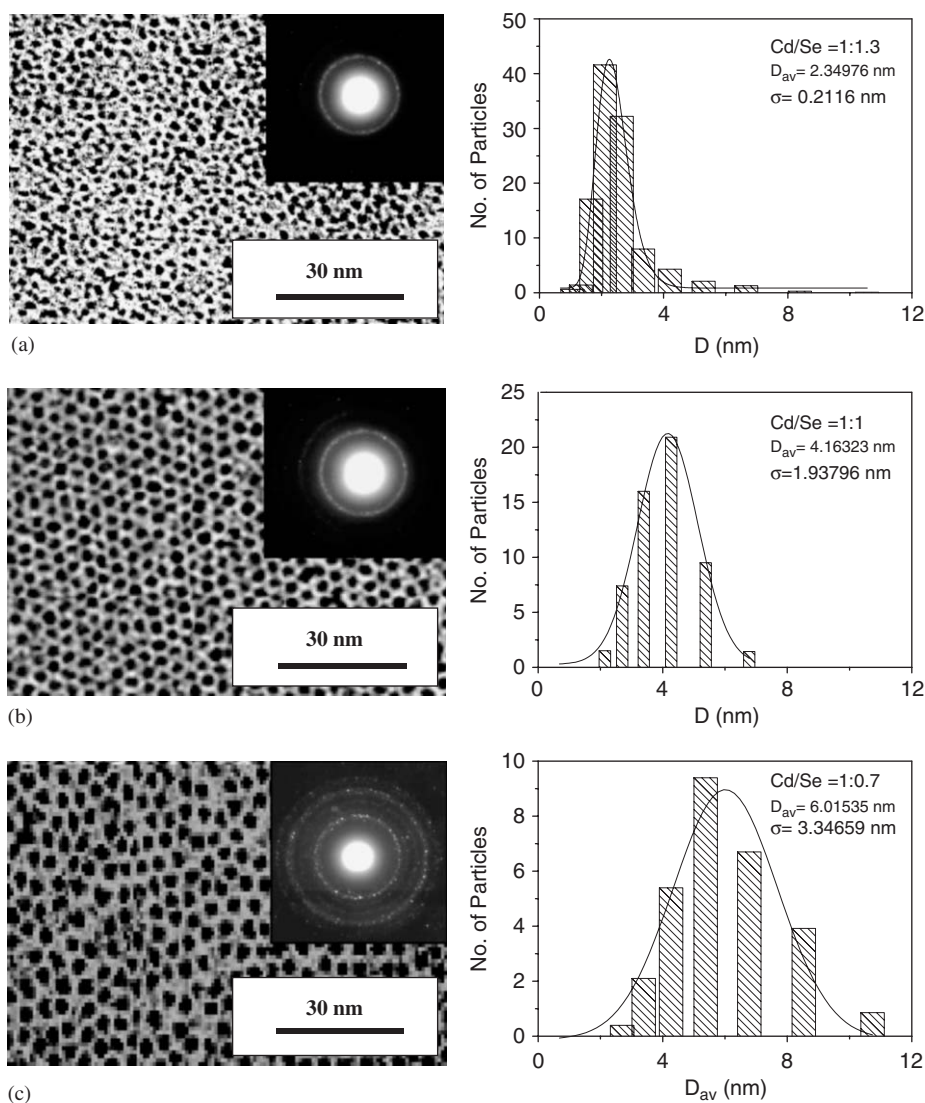 30 nm
(a)
50
40
30
20
10
0
0 4 8 12
No. of Particles
D (nm)
Cd/Se =1:1.3
Dav= 2.34976 nm
σ= 0.2116 nm
30 nm
(b)
25
20
15
10
5
0
0 4 8 12
No. of Particles
D (nm)
Cd/Se =1:1
Dav= 4.16323 nm
σ=1.93796 nm
30 nm
(c)
10
8
6
4
2
0
0 4 8 12
No. of Particles
Dav (nm)
Cd/Se =1:0.7
Dav= 6.01535 nm
σ= 3.34659 nm